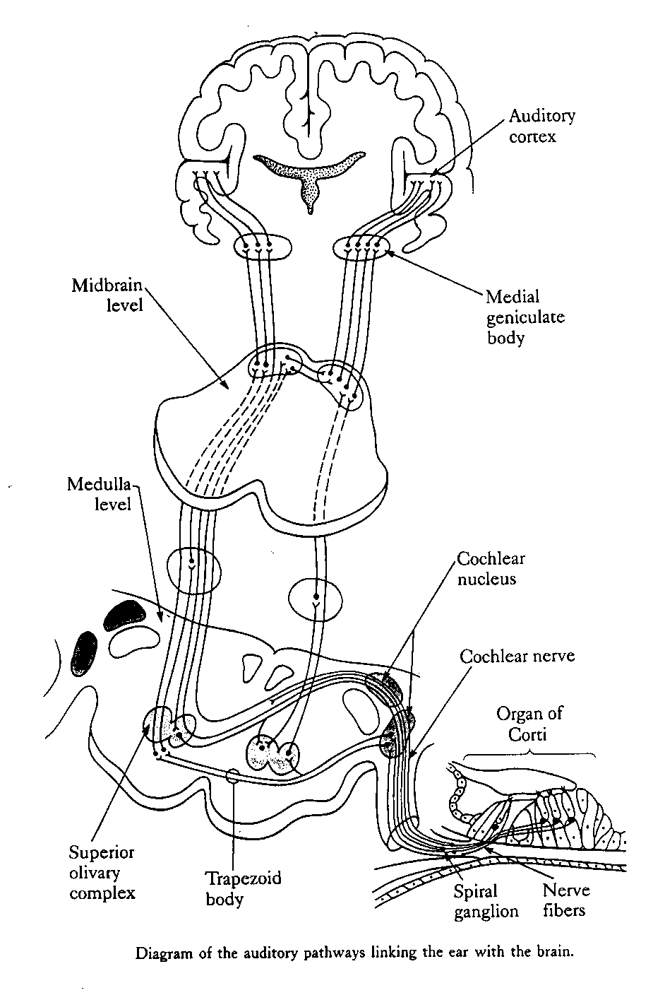 Auditory
cortex
Midbrain
level
Medial
geniculate
body
Medulla
level
Cochlear
nucleus
Cochlear nerve
Organ of
Corti
Superior
olivary
complex
Trapezoid
body
Spiral
ganglion
Nerve
fibers
Diagram of the auditory pathways linking the ear with the brain.